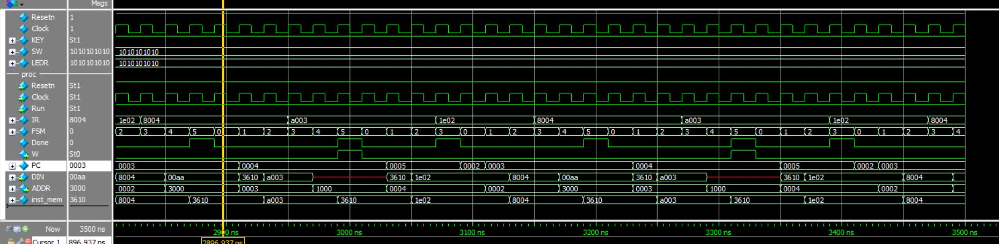 Msgs
Resetn 1
Clock 1
KEY St1
SW 1010101010 1010101010
LEDR 1010101010 1010101010
proc
Resetn St1
Clock St1
Run St1
IR 8004 1e02 8004 a003 1e02 8004 a003 1e02 8004
FSM 0 2 3 4 5 0 1 2 3 4 5 0 1 2 3 0 1 2 3 4 5 0 1 2 3 4 5 0 1 2 3 0 1 2 3 4
Done 0
W St0
PC 0003 0003 0004 0005 0002 0003 0004 0005 0002 0003
DIN 00aa 8004 00aa 3610 a003 3610 1e02 8004 00aa 3610 a003 3610 1e02 8004
ADDR 3000 0002 3000 0003 1000 0004 0002 3000 0003 1000 0004 0002
inst_mem 3610 8004 3610 a003 3610 1e02 8004 3610 a003 3610 1e02 8004
Now 3500 ns 2900 ns 3000 ns 3100 ns 3200 ns 3300 ns 3400 ns 3500 ns
Cursor 1 896.937 ns 2896.937 ns